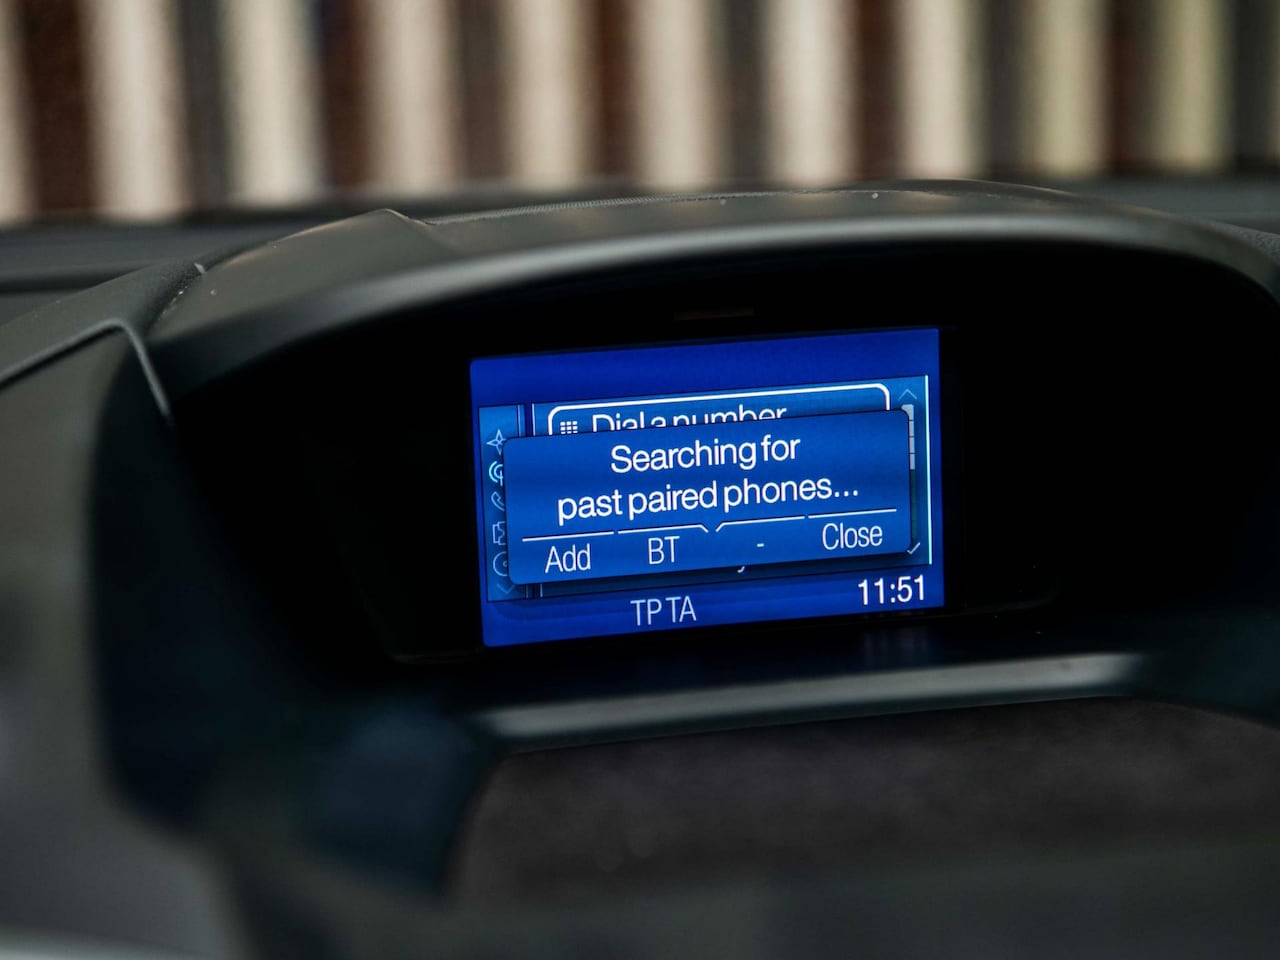 Dial a number
Searching for
past paired phones...
Add BT - Close
TP TA
11:51